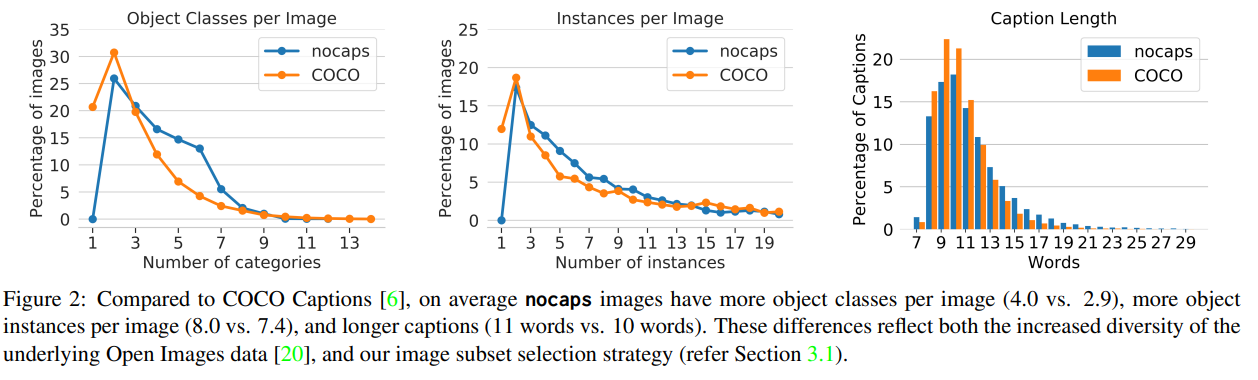 Object Classes per Image
Percentage of images
35
30
25
20
15
10
5
0
nocaps
COCO
1 3 5 7 9 11 13
Number of categories
Instances per Image
Percentage of images
25
20
15
10
5
0
nocaps
COCO
1 3 5 7 9 11 13 15 17 19
Number of instances
Caption Length
Percentage of Captions
20
15
10
5
0
nocaps
COCO
7 9 11 13 15 17 19 21 23 25 27 29
Words
Figure 2: Compared to COCO Captions [6], on average nocaps images have more object classes per image (4.0 vs. 2.9), more object
instances per image (8.0 vs. 7.4), and longer captions (11 words vs. 10 words). These differences reflect both the increased diversity of the
underlying Open Images data [20], and our image subset selection strategy (refer Section 3.1).